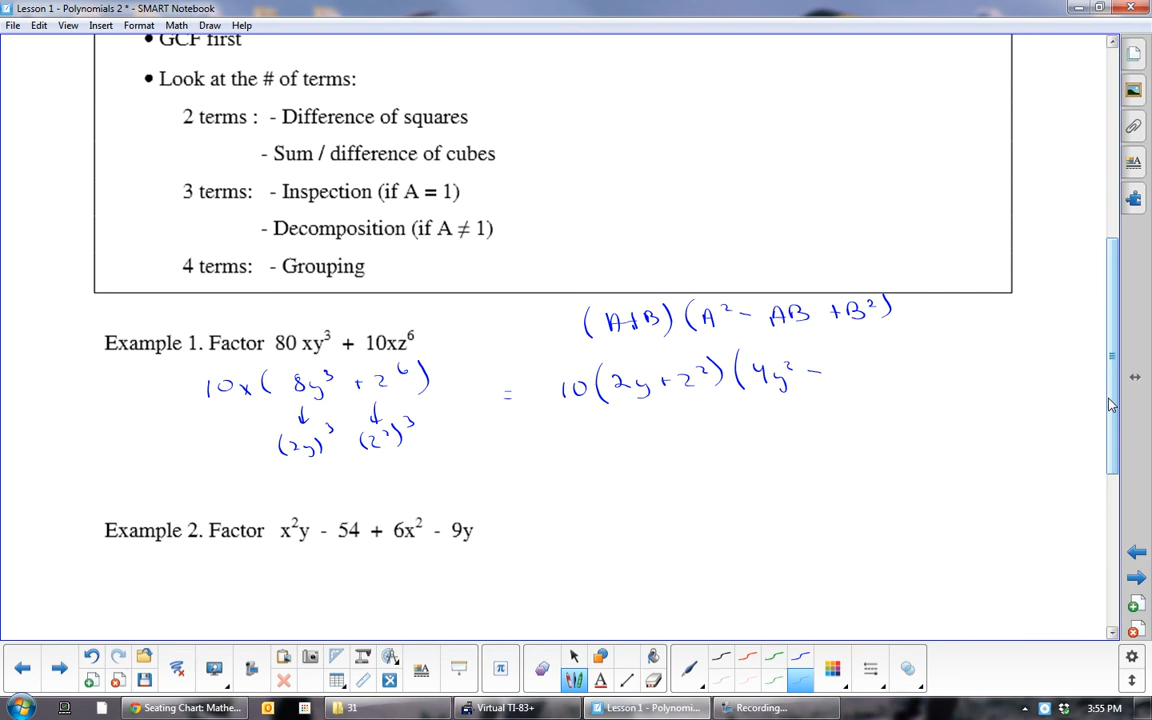 Lesson 1 - Polynomials 2 * - SMART Notebook
File Edit View Insert Format Math Draw Help
• GCF first
• Look at the # of terms:
2 terms : - Difference of squares
- Sum / difference of cubes
3 terms: - Inspection (if A = 1)
- Decomposition (if A ≠ 1)
4 terms: - Grouping
(A+B)(A² - AB + B²)
Example 1. Factor 80 xy³ + 10xz⁶
10x( 8y³ + z⁶ ) = 10(2y + z²)(4y² -
(2y)³ (z²)³
Example 2. Factor x²y - 54 + 6x² - 9y
Seating Chart: Mathe... 31 Virtual TI-83+ Lesson 1 - Polynomi... Recording... 3:55 PM